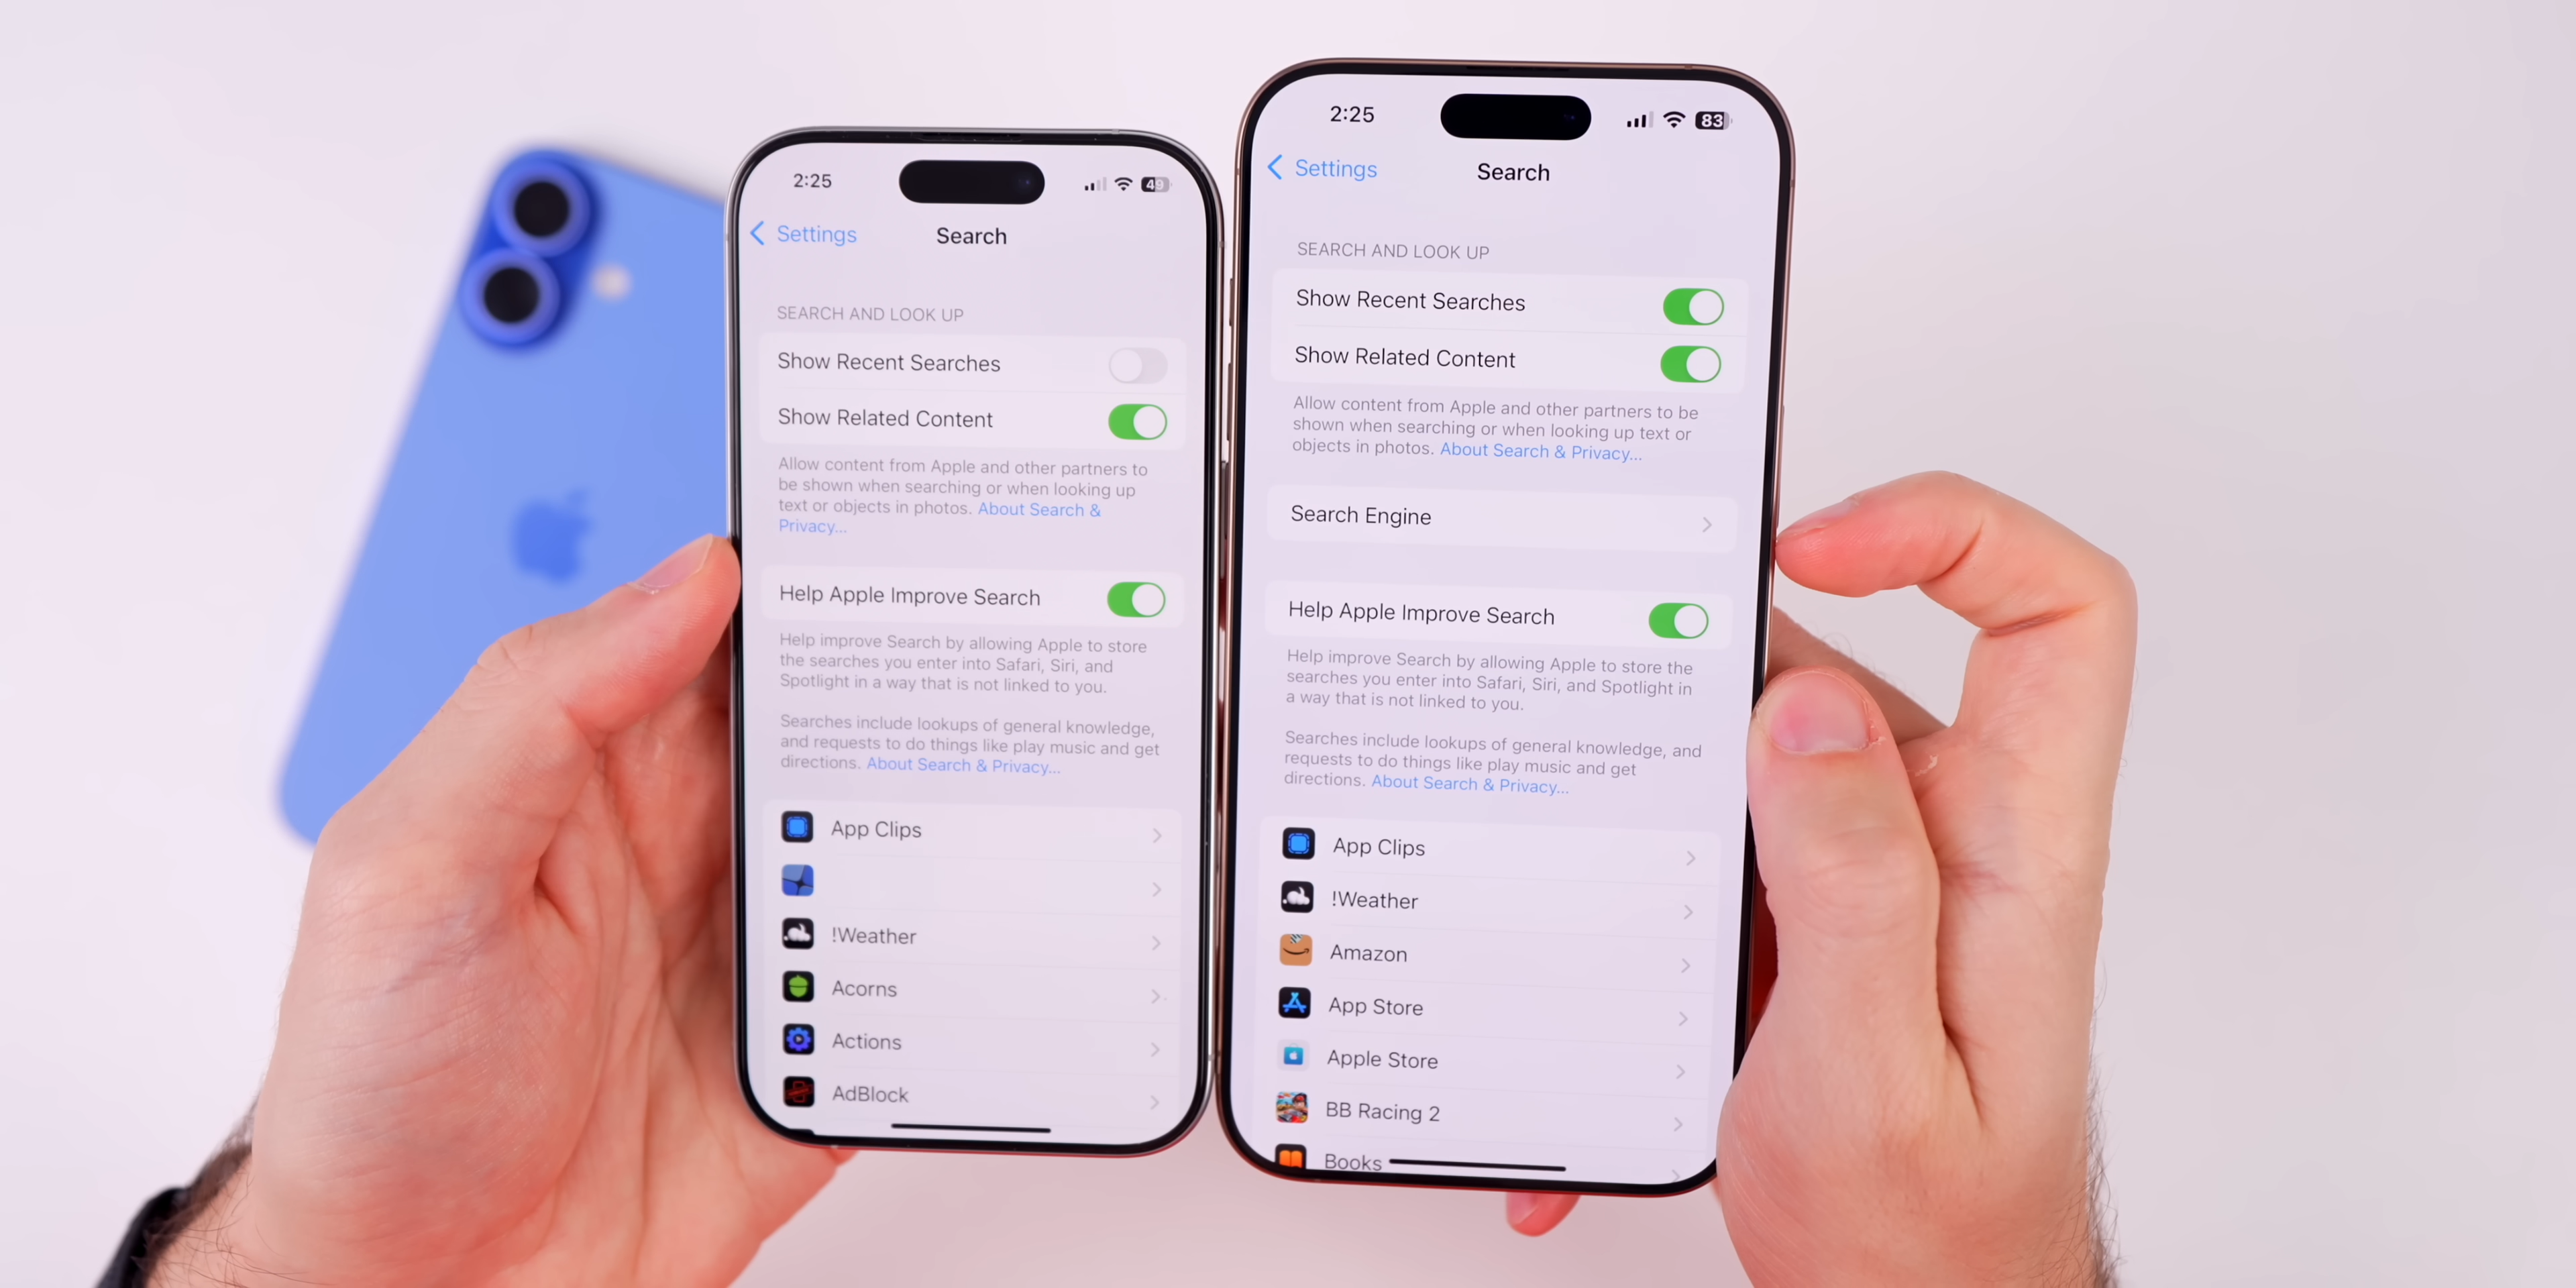 2:25
49
Settings
Search
SEARCH AND LOOK UP
Show Recent Searches
Show Related Content
Allow content from Apple and other partners to
be shown when searching or when looking up
text or objects in photos. About Search &
Privacy...
Help Apple Improve Search
Help improve Search by allowing Apple to store
the searches you enter into Safari, Siri, and
Spotlight in a way that is not linked to you.
Searches include lookups of general knowledge,
and requests to do things like play music and get
directions. About Search & Privacy...
App Clips
!Weather
Acorns
Actions
AdBlock
2:25
83
Settings
Search
SEARCH AND LOOK UP
Show Recent Searches
Show Related Content
Allow content from Apple and other partners to be
shown when searching or when looking up text or
objects in photos. About Search & Privacy...
Search Engine
Help Apple Improve Search
Help improve Search by allowing Apple to store the
searches you enter into Safari, Siri, and Spotlight in
a way that is not linked to you.
Searches include lookups of general knowledge, and
requests to do things like play music and get
directions. About Search & Privacy...
App Clips
!Weather
Amazon
App Store
Apple Store
BB Racing 2
Books